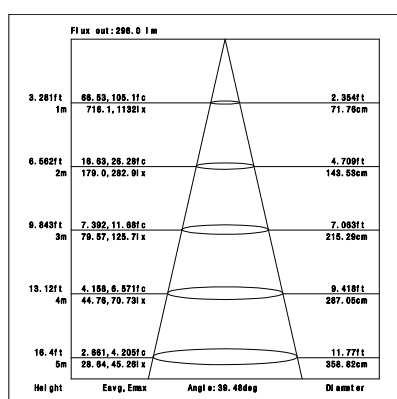 Flux out:296.0 lm
3.281ft 66.53,105.1fc 2.354ft
1m 716.1,1132lx 71.76cm
6.562ft 16.63,26.28fc 4.709ft
2m 179.0,282.9lx 143.53cm
9.843ft 7.392,11.68fc 7.063ft
3m 79.57,125.7lx 215.29cm
13.12ft 4.158,6.571fc 9.418ft
4m 44.76,70.73lx 287.05cm
16.4ft 2.661,4.205fc 11.77ft
5m 28.64,45.26lx 358.82cm
Height Eavg,Emax Angle:39.48deg Diameter